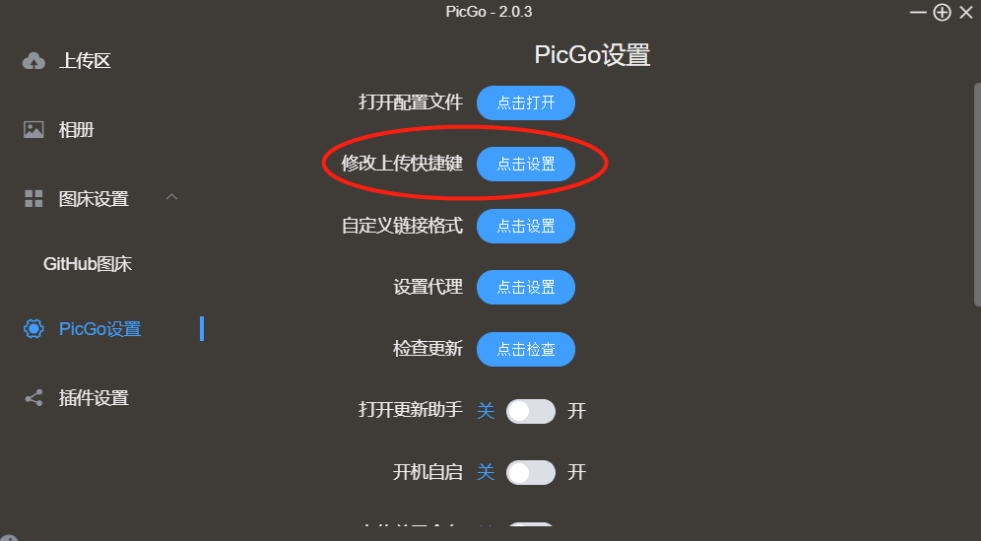 PicGo - 2.0.3
上传区
相册
图床设置
GitHub图床
PicGo设置
插件设置
PicGo设置
打开配置文件 点击打开
修改上传快捷键 点击设置
自定义链接格式 点击设置
设置代理 点击设置
检查更新 点击检查
打开更新助手 关 开
开机自启 关 开